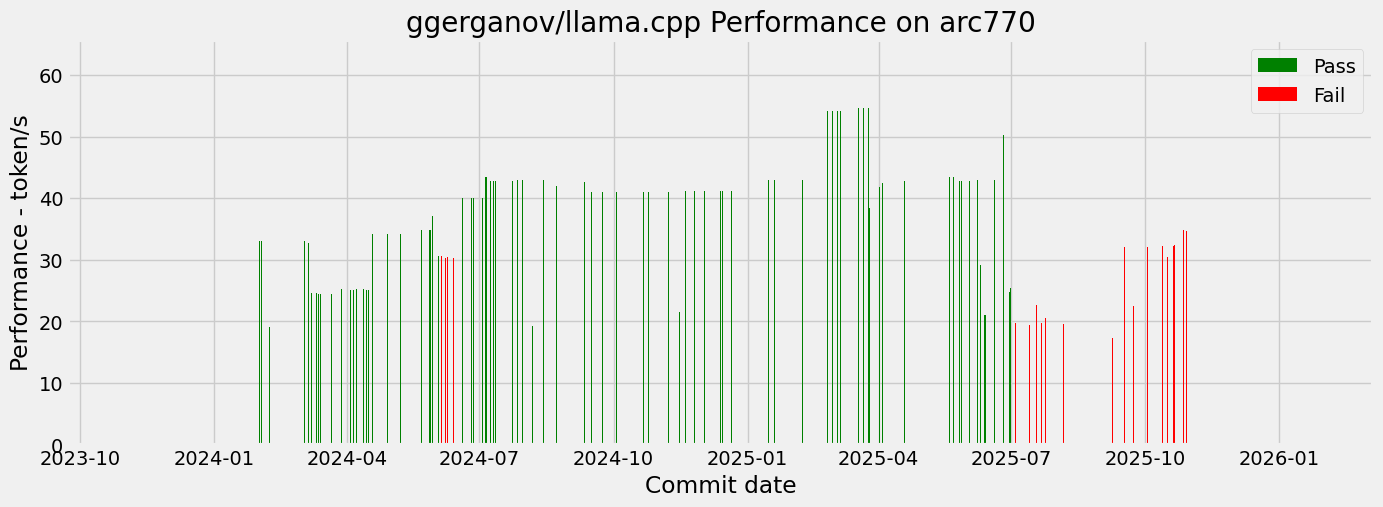 ggerganov/llama.cpp Performance on arc770
Pass
Fail
Performance - token/s
60
50
40
30
20
10
0
2023-10 2024-01 2024-04 2024-07 2024-10 2025-01 2025-04 2025-07 2025-10 2026-01
Commit date